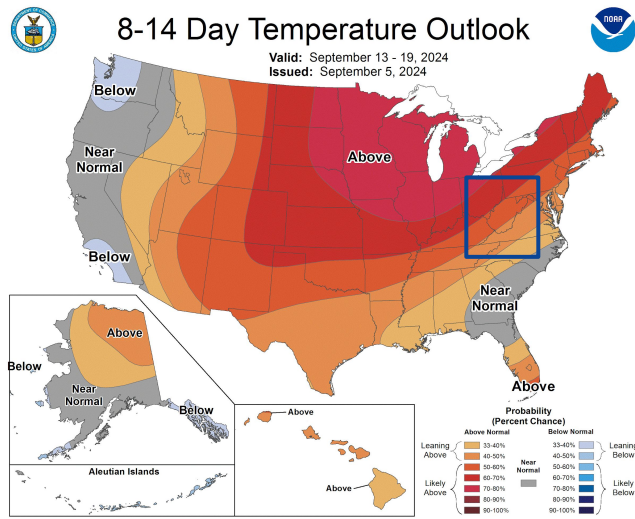 8-14 Day Temperature Outlook
NOAA
Valid: September 13 - 19, 2024
Issued: September 5, 2024
Below
Near
Normal
Above
Below
Near
Normal
Above
Above
Below
Near
Normal
Below
Aleutian Islands
Above
Above
Probability
(Percent Chance)
Above Normal
Below Normal
Leaning
Above
33-40%
40-50%
Likely
Above
50-60%
60-70%
70-80%
80-90%
90-100%
Near
Normal
33-40%
40-50%
Leaning
Below
50-60%
60-70%
70-80%
80-90%
90-100%
Likely
Below